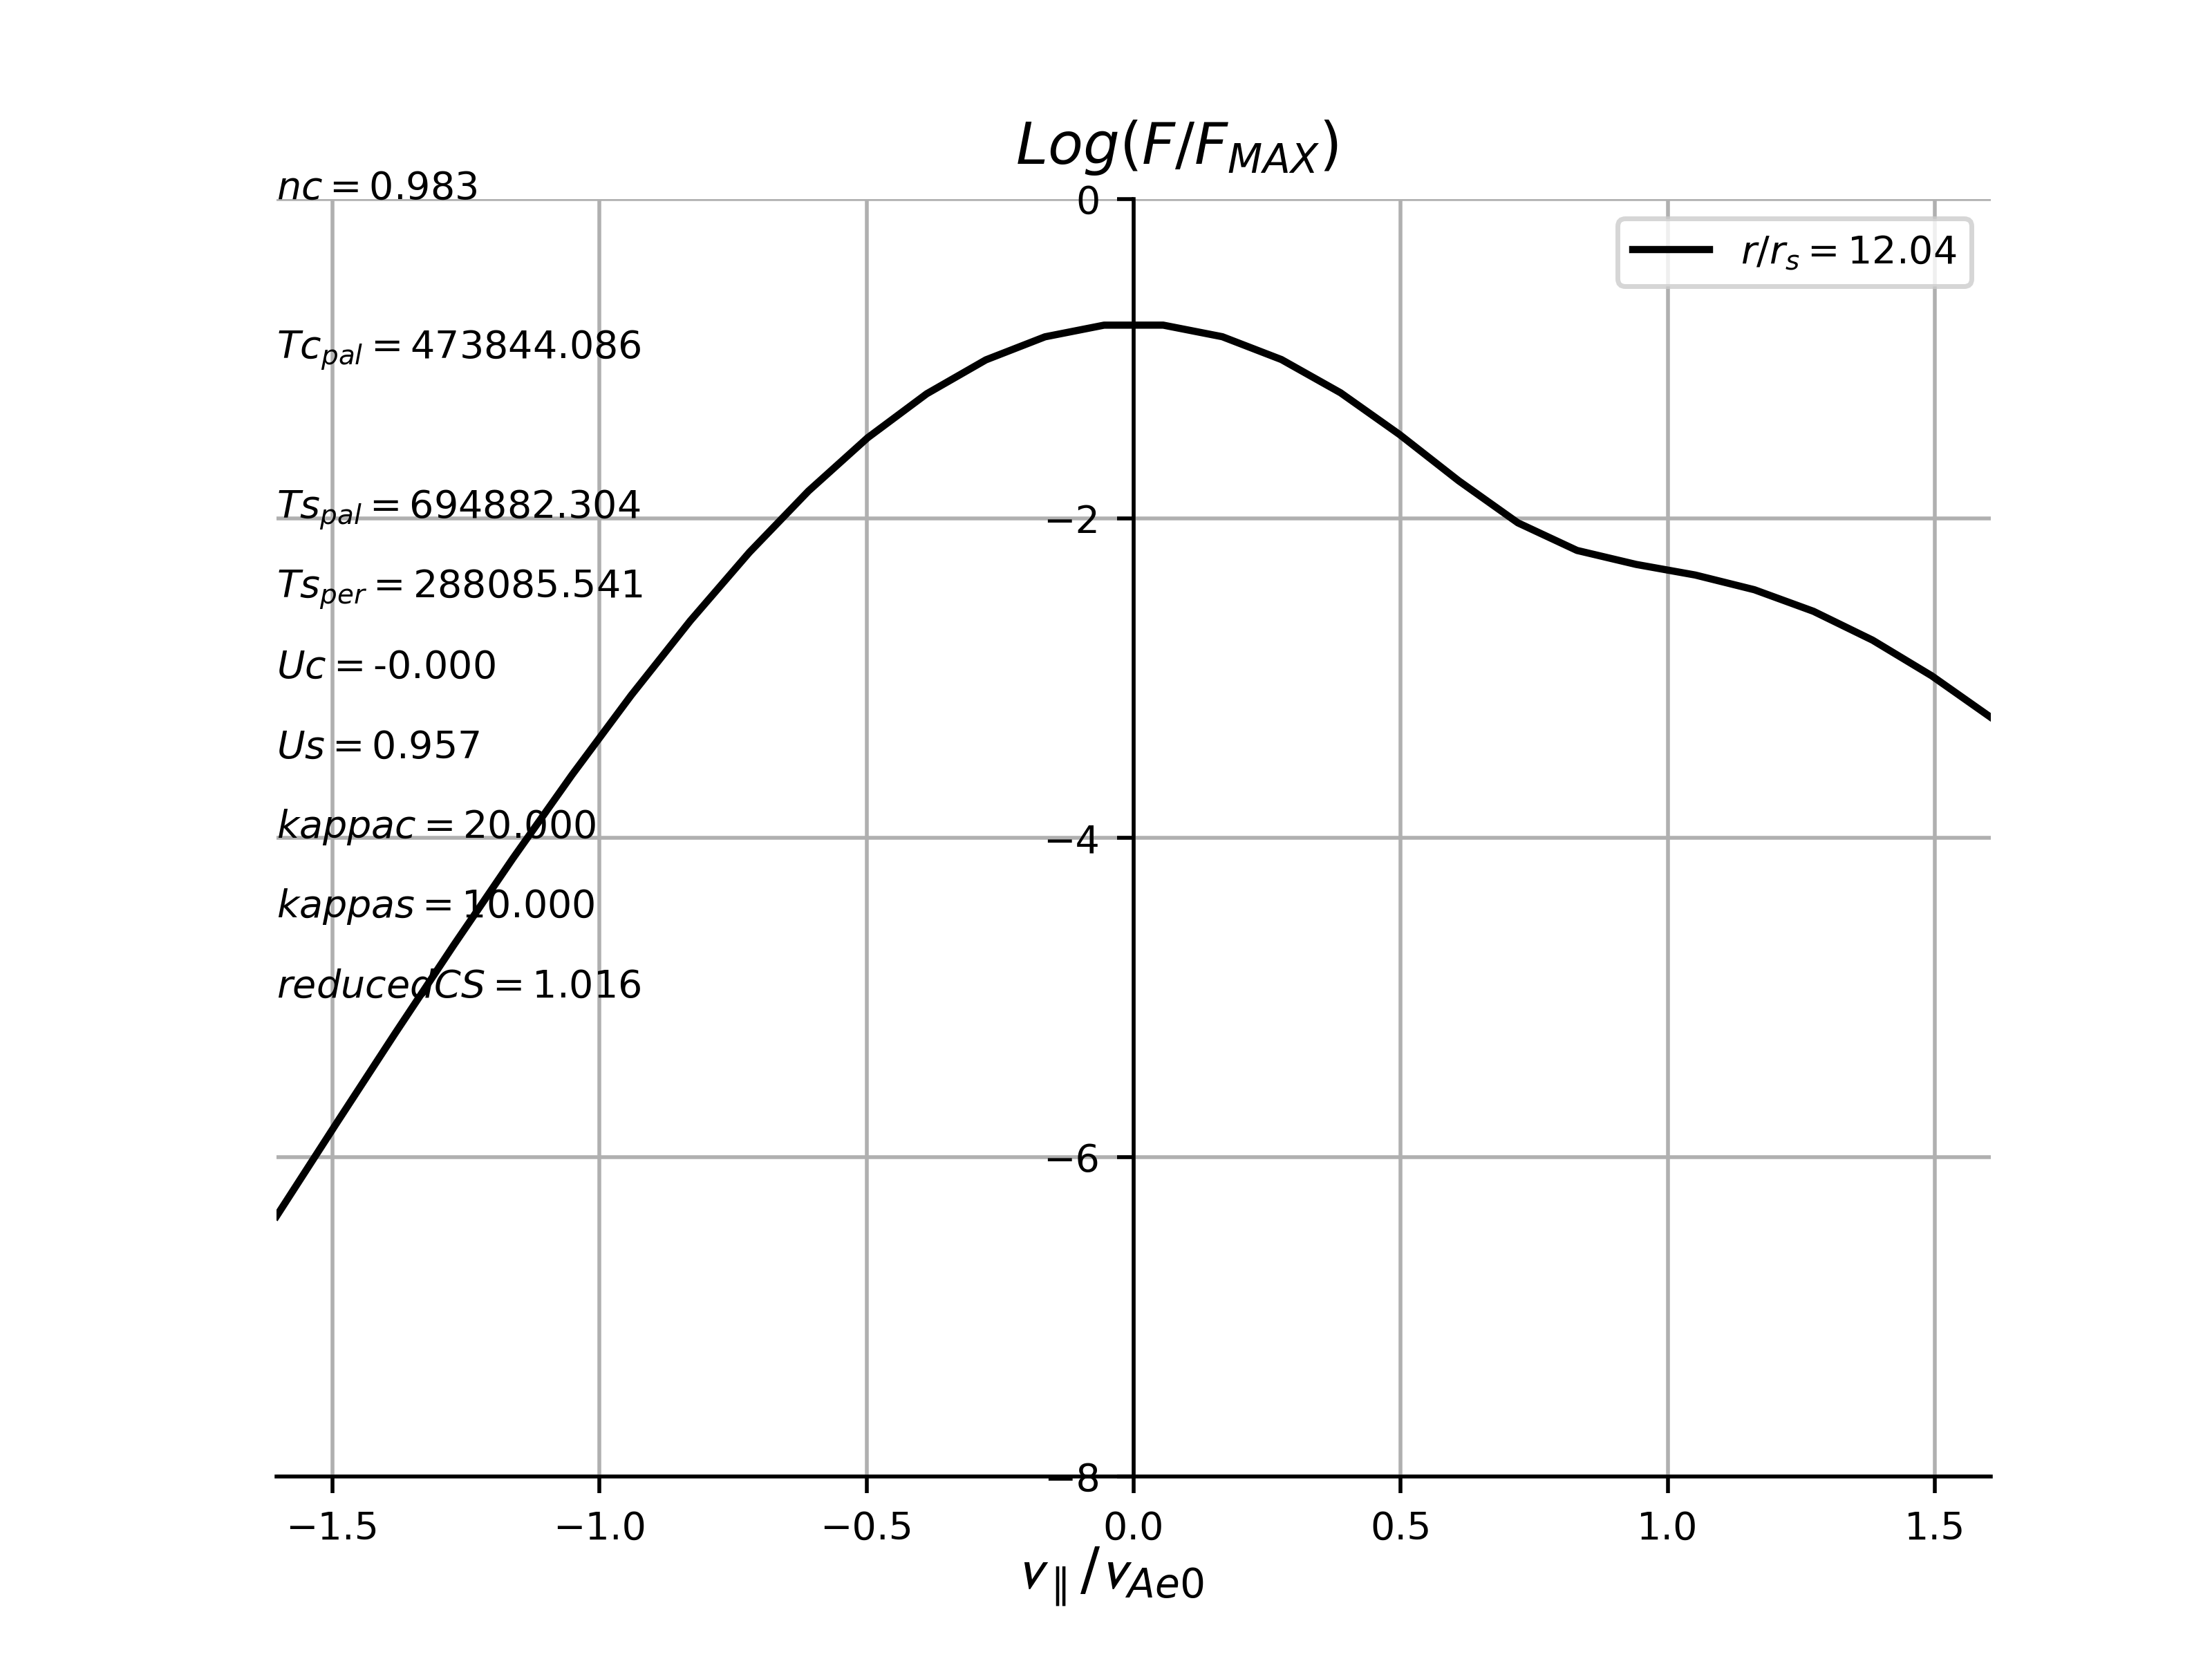 Log(F/F_MAX)
nc = 0.983
0
r/r_s = 12.04
Tc_pal = 473844.086
Ts_pal = 694882.304
−2
Ts_per = 288085.541
Uc = -0.000
Us = 0.957
kappac = 20.000
−4
kappas = 10.000
reducedCS = 1.016
−6
−8
−1.5 −1.0 −0.5 0.0 0.5 1.0 1.5
v_∥/v_Ae0